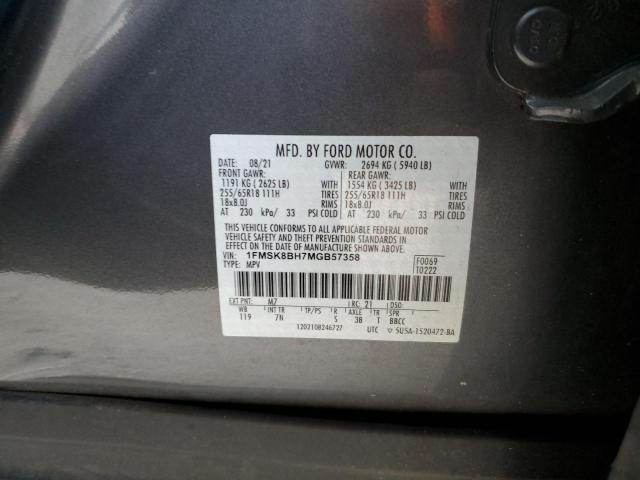 MFD. BY FORD MOTOR CO.
DATE: 08/21 GVWR: 2694 KG ( 5940 LB)
FRONT GAWR: REAR GAWR:
1191 KG ( 2625 LB) WITH 1554 KG ( 3425 LB) WITH
255/65R18 111H TIRES 255/65R18 111H TIRES
18x8.0J RIMS 18x8.0J RIMS
AT 230 kPa/ 33 PSI COLD AT 230 kPa/ 33 PSI COLD
THIS VEHICLE CONFORMS TO ALL APPLICABLE FEDERAL MOTOR
VEHICLE SAFETY AND THEFT PREVENTION STANDARDS IN EFFECT ON THE
DATE OF MANUFACTURE SHOWN ABOVE.
VIN: 1FMSK8BH7MGB57358 F0069
TYPE: MPV T0222
EXT PNT: M7 RC: 21 DSO:
WB INT TR TP/PS R AXLE TR SPR
119 7N S 38 T BBCC
1202108246727 UTC 5U5A-1520472-BA